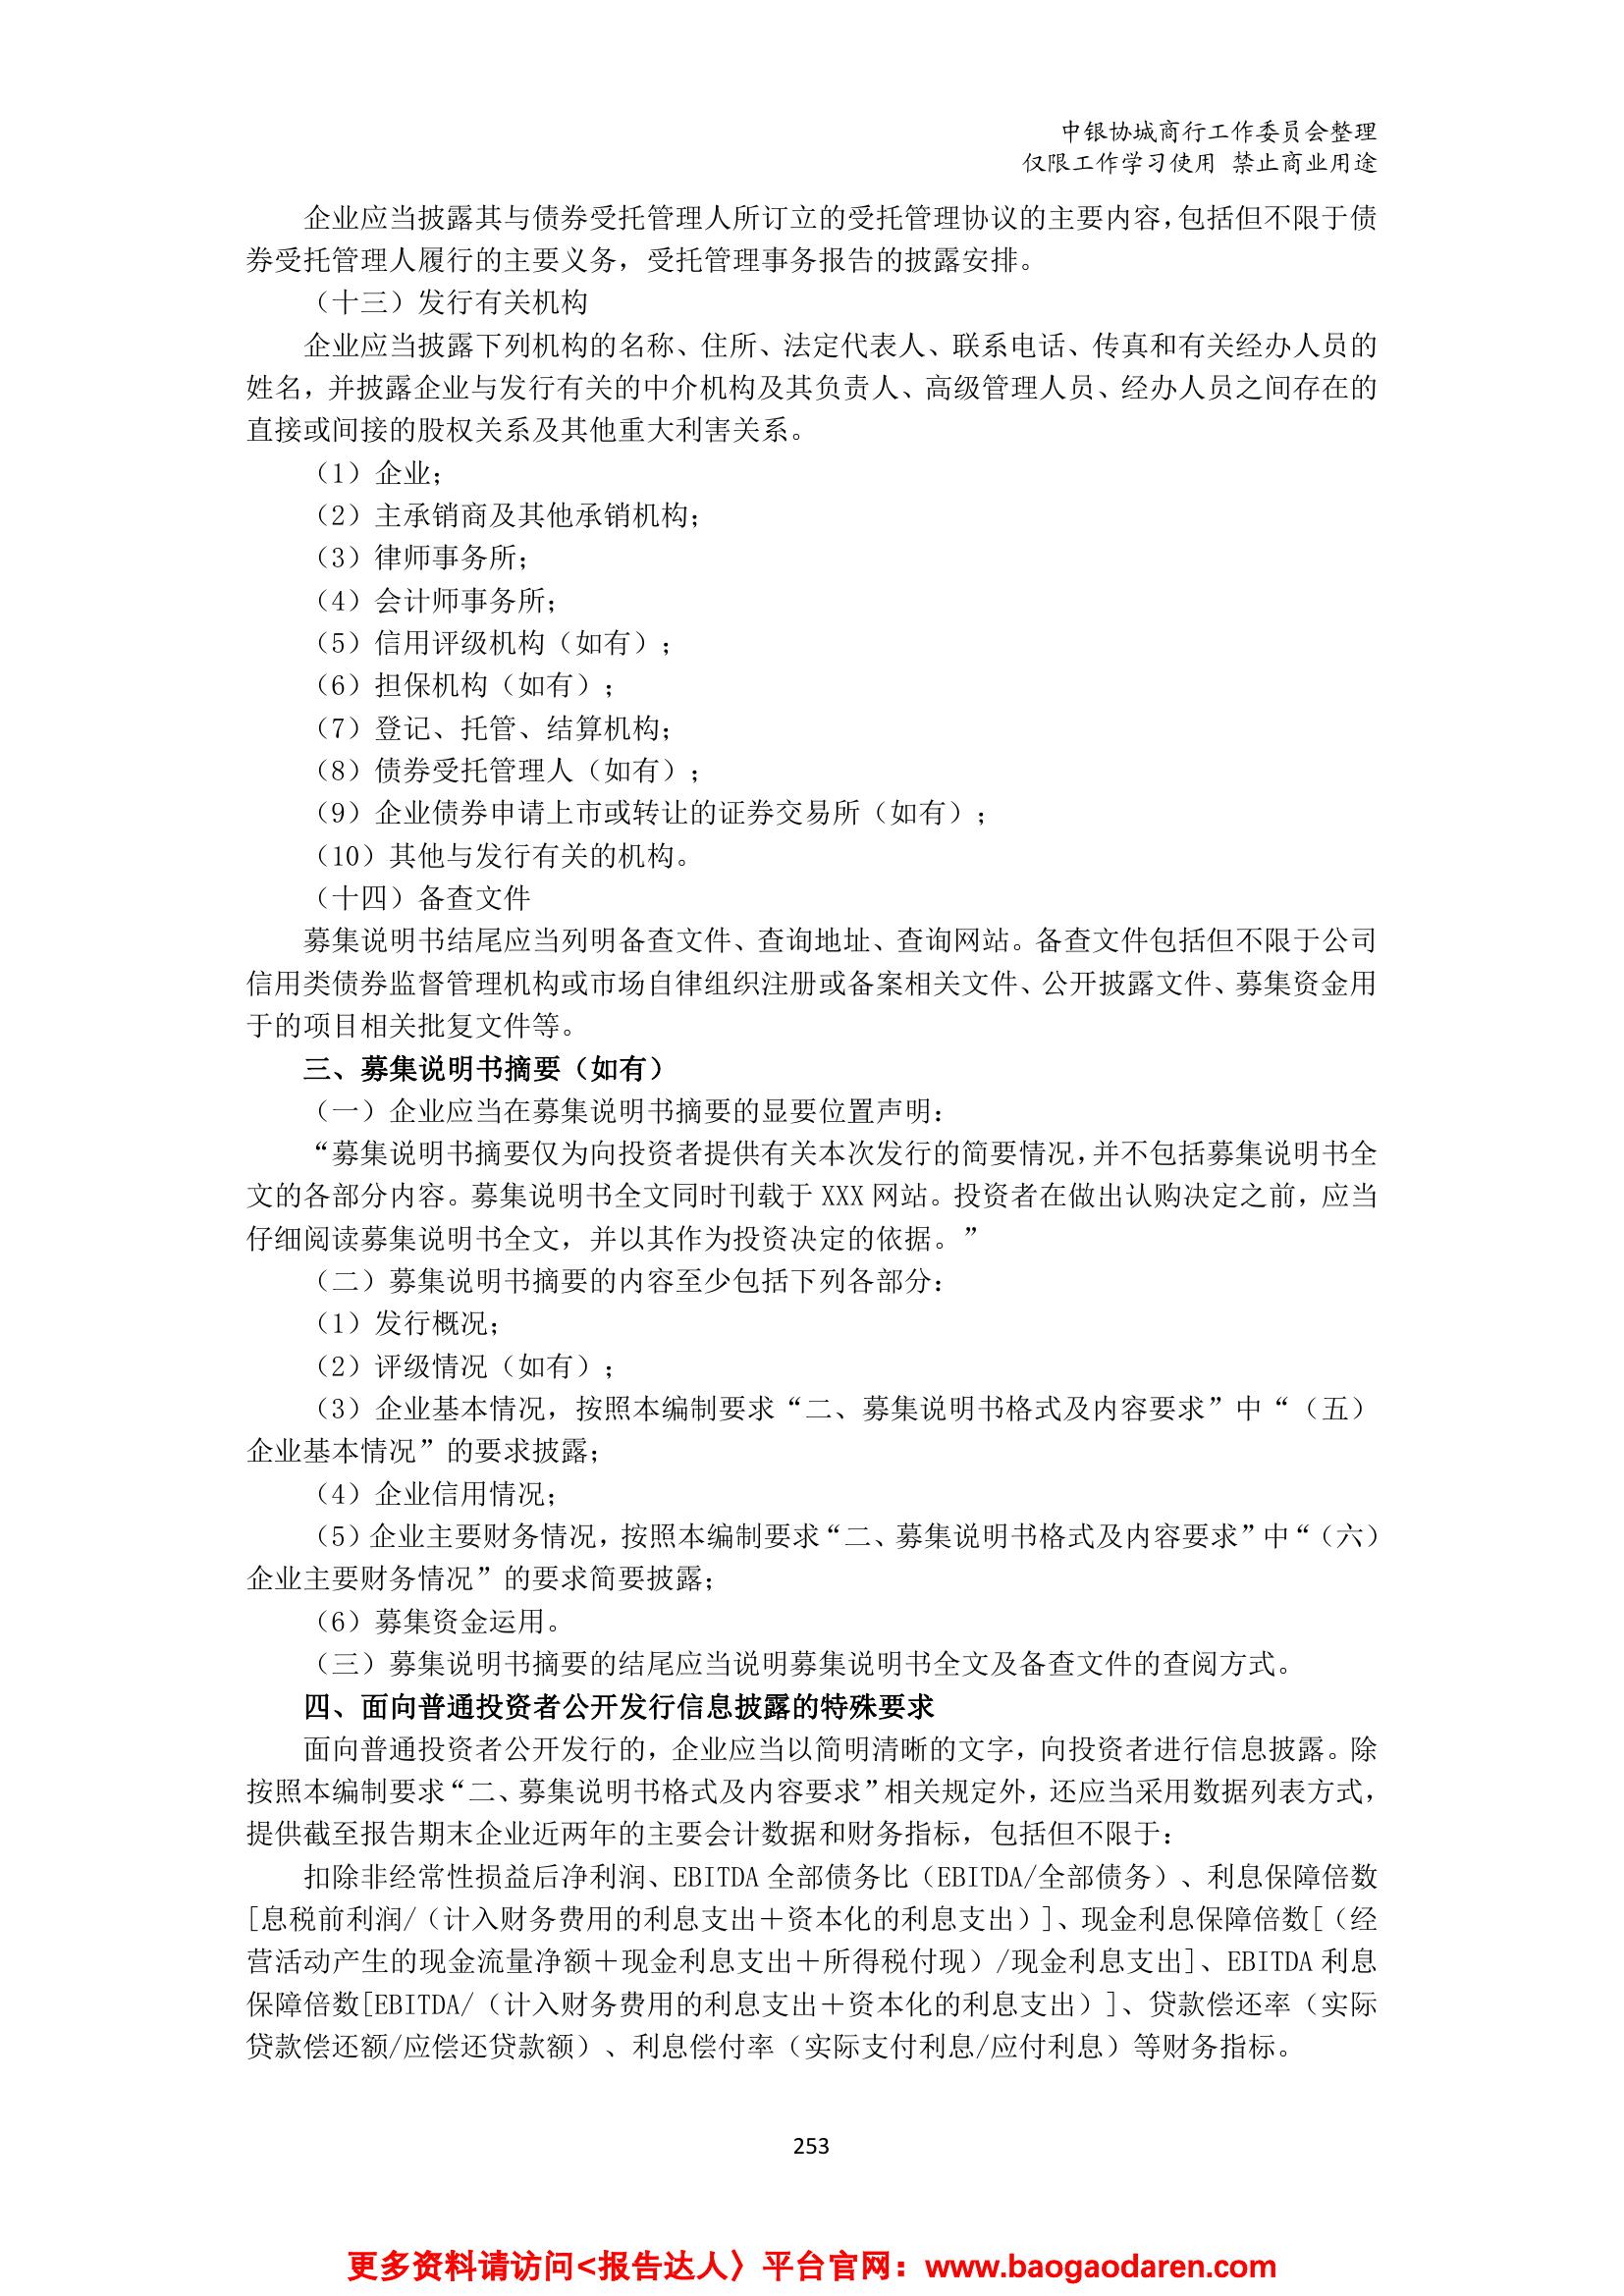 中银协城商行工作委员会整理
仅限工作学习使用 禁止商业用途
企业应当披露其与债券受托管理人所订立的受托管理协议的主要内容，包括但不限于债
券受托管理人履行的主要义务，受托管理事务报告的披露安排。
（十三）发行有关机构
企业应当披露下列机构的名称、住所、法定代表人、联系电话、传真和有关经办人员的
姓名，并披露企业与发行有关的中介机构及其负责人、高级管理人员、经办人员之间存在的
直接或间接的股权关系及其他重大利害关系。
（1）企业；
（2）主承销商及其他承销机构；
（3）律师事务所；
（4）会计师事务所；
（5）信用评级机构（如有）；
（6）担保机构（如有）；
（7）登记、托管、结算机构；
（8）债券受托管理人（如有）；
（9）企业债券申请上市或转让的证券交易所（如有）；
（10）其他与发行有关的机构。
（十四）备查文件
募集说明书结尾应当列明备查文件、查询地址、查询网站。备查文件包括但不限于公司
信用类债券监督管理机构或市场自律组织注册或备案相关文件、公开披露文件、募集资金用
于的项目相关批复文件等。
三、募集说明书摘要（如有）
（一）企业应当在募集说明书摘要的显要位置声明：
“募集说明书摘要仅为向投资者提供有关本次发行的简要情况，并不包括募集说明书全
文的各部分内容。募集说明书全文同时刊载于 XXX 网站。投资者在做出认购决定之前，应当
仔细阅读募集说明书全文，并以其作为投资决定的依据。”
（二）募集说明书摘要的内容至少包括下列各部分：
（1）发行概况；
（2）评级情况（如有）；
（3）企业基本情况，按照本编制要求“二、募集说明书格式及内容要求”中“（五）
企业基本情况”的要求披露；
（4）企业信用情况；
（5）企业主要财务情况，按照本编制要求“二、募集说明书格式及内容要求”中“（六）
企业主要财务情况”的要求简要披露；
（6）募集资金运用。
（三）募集说明书摘要的结尾应当说明募集说明书全文及备查文件的查阅方式。
四、面向普通投资者公开发行信息披露的特殊要求
面向普通投资者公开发行的，企业应当以简明清晰的文字，向投资者进行信息披露。除
按照本编制要求“二、募集说明书格式及内容要求”相关规定外，还应当采用数据列表方式，
提供截至报告期末企业近两年的主要会计数据和财务指标，包括但不限于：
扣除非经常性损益后净利润、EBITDA 全部债务比（EBITDA/全部债务）、利息保障倍数
[息税前利润/（计入财务费用的利息支出＋资本化的利息支出）]、现金利息保障倍数[（经
营活动产生的现金流量净额＋现金利息支出＋所得税付现）/现金利息支出]、EBITDA 利息
保障倍数[EBITDA/（计入财务费用的利息支出＋资本化的利息支出）]、贷款偿还率（实际
贷款偿还额/应偿还贷款额）、利息偿付率（实际支付利息/应付利息）等财务指标。
253
更多资料请访问<报告达人〉平台官网：www.baogaodaren.com